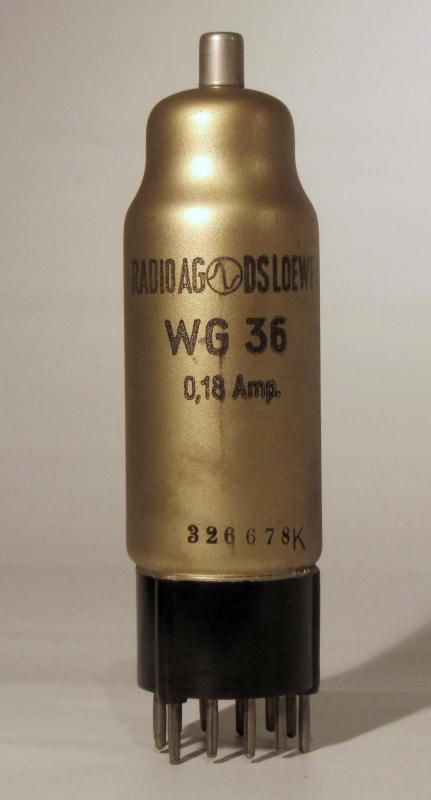 RADIO AG DS LOEWE
WG 36
0,18 Amp.
326678K